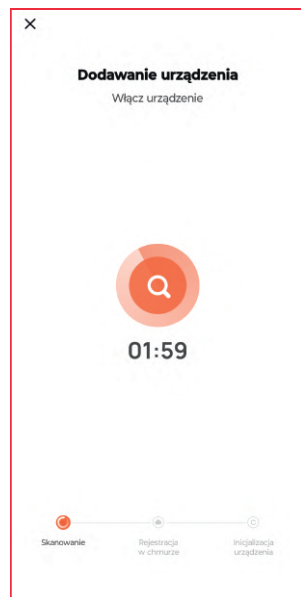 Dodawanie urządzenia
Włącz urządzenie
01:59
Skanowanie
Rejestracja
w chmurze
Inicjalizacja
urządzenia